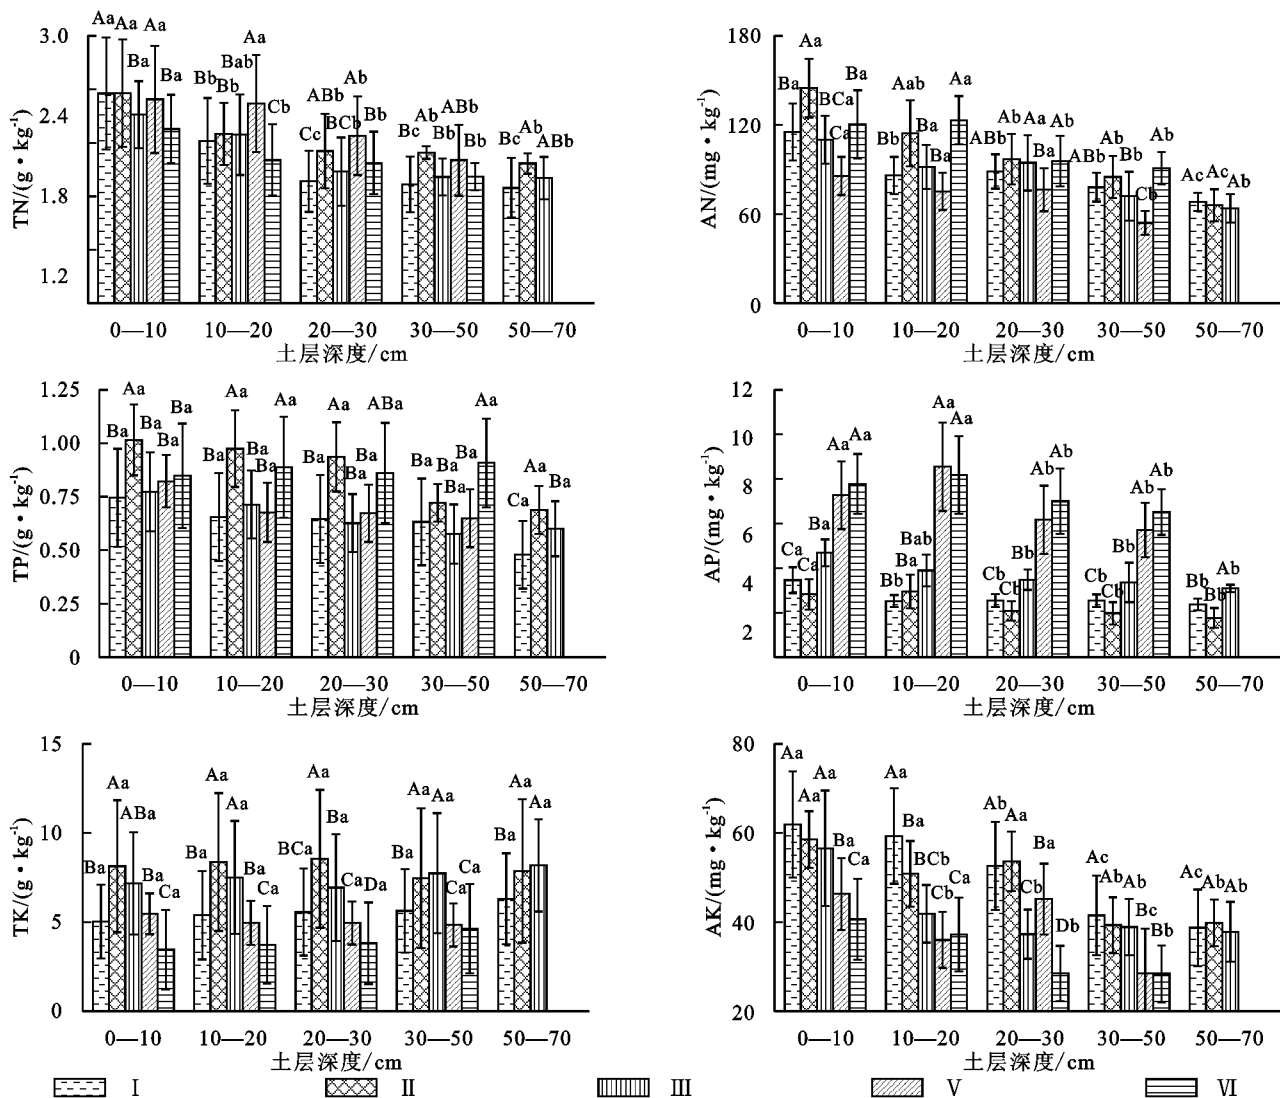 Aa Aa Aa Ba Ba
Bb Bb Bab Aa Cb
Cc ABb BCb Ab Bb
Bc Ab Bb ABb Bb
Bc Ab ABb
TN/(g·kg⁻¹)
3.0
2.4
1.8
1.2
0—10 10—20 20—30 30—50 50—70
土层深度/cm
Ba Aa BCa Ca Ba
Bb Aab Ba Ba Aa
ABb Ab Aa Ba Ab
ABb Ab Bb Cb Ab
Ac Ac Ab
AN/(mg·kg⁻¹)
180
120
60
0
0—10 10—20 20—30 30—50 50—70
土层深度/cm
Ba Aa Ba Ba Ba
Ba Aa Ba Ba Aa
Ba Aa Ba Ba ABa
Ba Ba Ba Ba Aa
Ca Aa Ba
TP/(g·kg⁻¹)
1.25
1.00
0.75
0.50
0.25
0
0—10 10—20 20—30 30—50 50—70
土层深度/cm
Ca Ca Ba Aa Aa
Bb Ba Bab Aa Aa
Cb Cb Bb Ab Ab
Cb Cb Bb Ab Ab
Bb Bb Ab
AP/(mg·kg⁻¹)
12
10
8
6
4
2
0—10 10—20 20—30 30—50 50—70
土层深度/cm
Ba Aa ABa Ba Ca
Ba Aa Aa Ba Ca
BCa Aa Ba Ca Da
Ba Aa Aa Ca Ca
Ba Aa Aa
TK/(g·kg⁻¹)
15
10
5
0
0—10 10—20 20—30 30—50 50—70
土层深度/cm
Aa Aa Aa Ba Ca
Aa Ba BCb Cb Ca
Ab Aa Cb Ba Db
Ac Ab Ab Bc Bb
Ac Ab Ab
AK/(mg·kg⁻¹)
80
60
40
20
0—10 10—20 20—30 30—50 50—70
土层深度/cm
Ⅰ Ⅱ Ⅲ Ⅴ Ⅵ